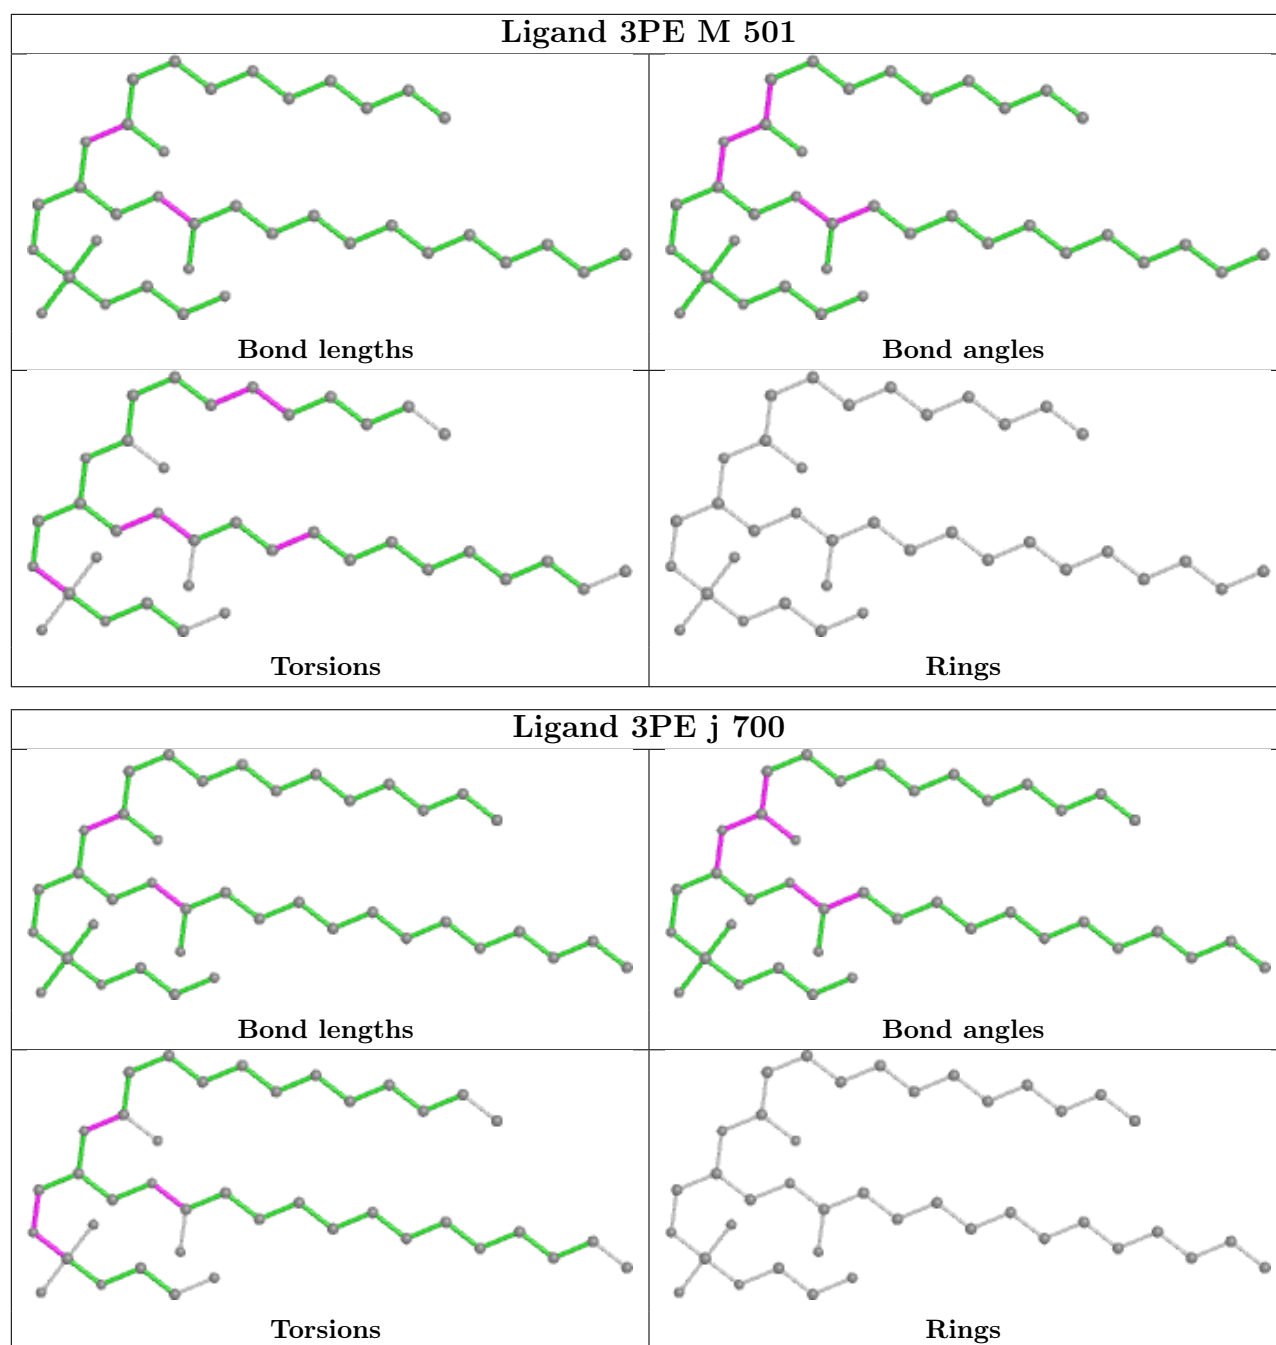 Ligand 3PE M 501
Bond lengths
Bond angles
Torsions
Rings
Ligand 3PE j 700
Bond lengths
Bond angles
Torsions
Rings